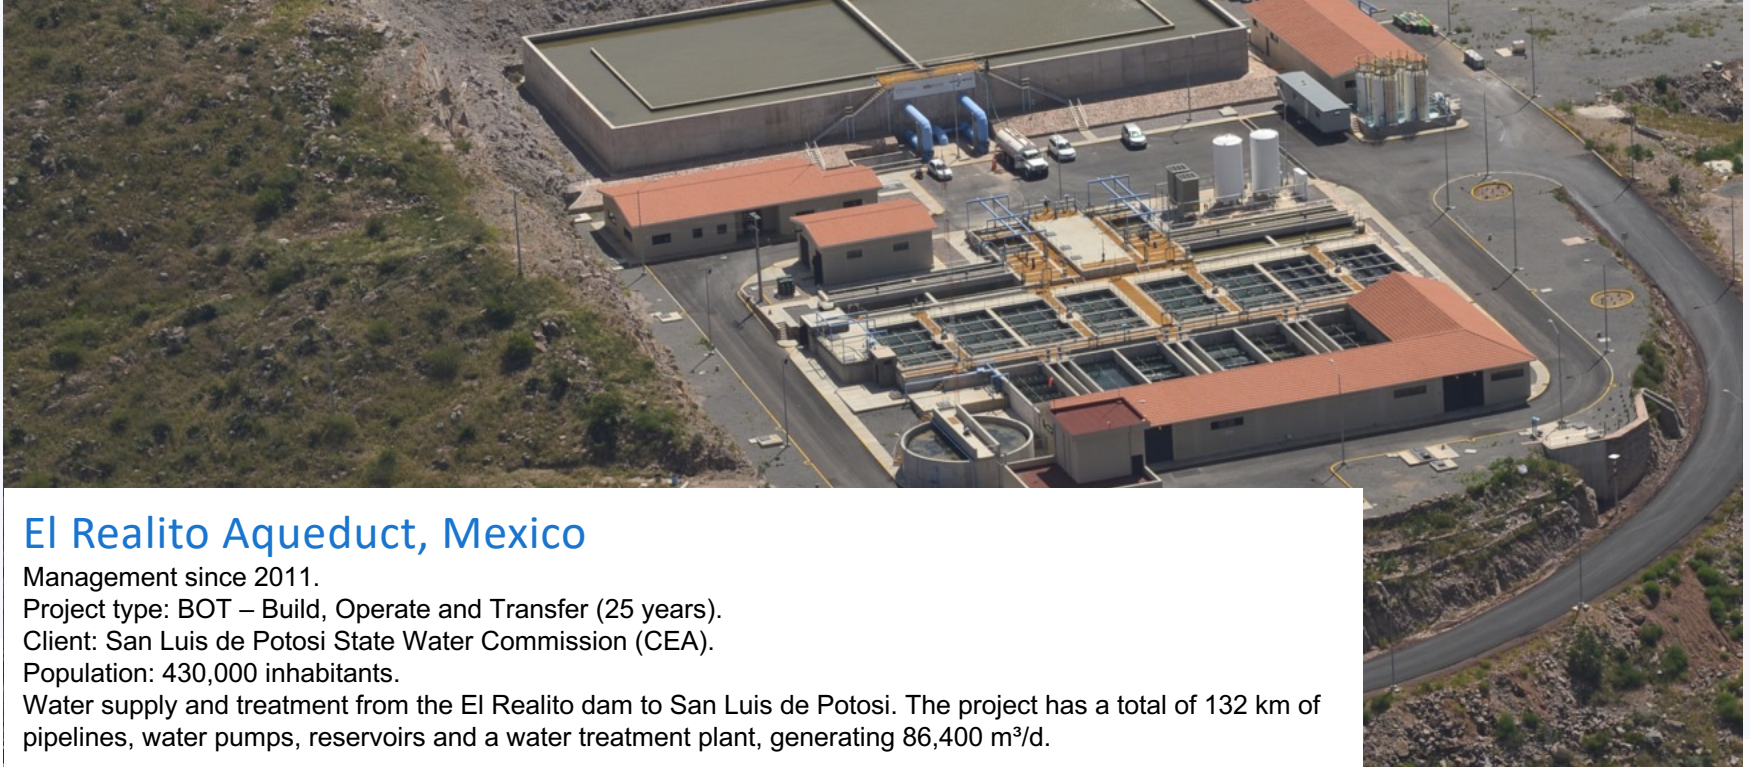 El Realito Aqueduct, Mexico
Management since 2011.
Project type: BOT – Build, Operate and Transfer (25 years).
Client: San Luis de Potosi State Water Commission (CEA).
Population: 430,000 inhabitants.
Water supply and treatment from the El Realito dam to San Luis de Potosi. The project has a total of 132 km of
pipelines, water pumps, reservoirs and a water treatment plant, generating 86,400 m³/d.